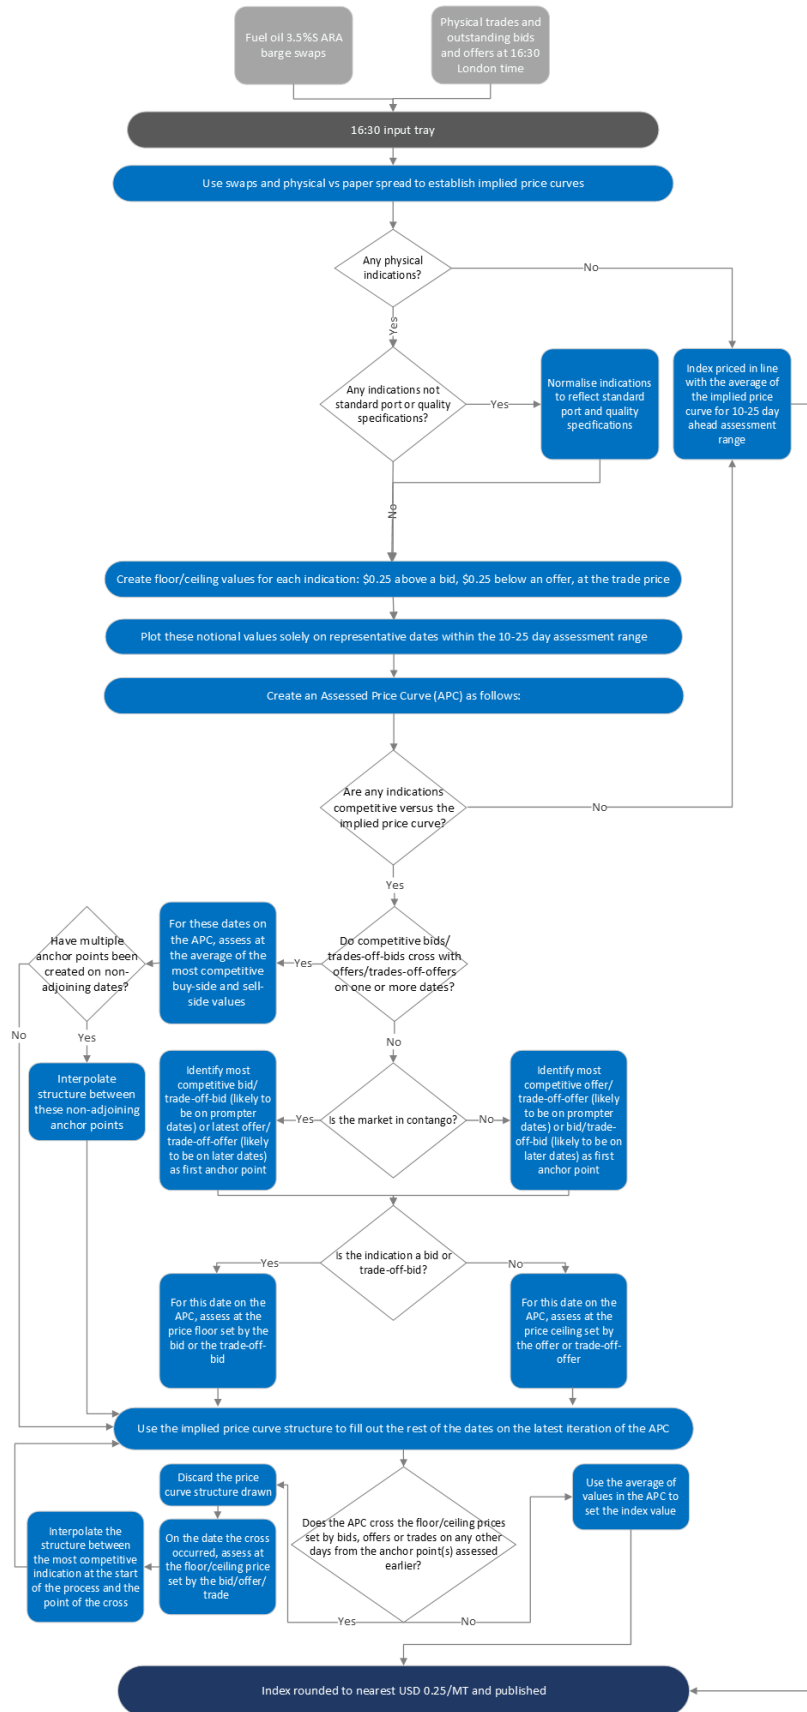 Fuel oil 3.5%S ARA
barge swaps
Physical trades and
outstanding bids
and offers at 16:30
London time
16:30 input tray
Use swaps and physical vs paper spread to establish implied price curves
Any physical
indications?
No
Yes
Any indications not
standard port or quality
specifications?
Yes
Normalise indications
to reflect standard
port and quality
specifications
Index priced in line
with the average of
the implied price
curve for 10-25 day
ahead assessment
range
No
Create floor/ceiling values for each indication: $0.25 above a bid, $0.25 below an offer, at the trade price
Plot these notional values solely on representative dates within the 10-25 day assessment range
Create an Assessed Price Curve (APC) as follows:
Are any indications
competitive versus the
implied price curve?
No
Yes
Have multiple
anchor points been
created on non-
adjoining dates?
For these dates on
the APC, assess at
the average of the
most competitive
buy-side and sell-
side values
Yes
Do competitive bids/
trades-off-bids cross with
offers/trades-off-offers
on one or more dates?
No
Yes
No
Interpolate
structure between
these non-adjoining
anchor points
Identify most
competitive bid/
trade-off-bid (likely
to be on prompter
dates) or latest offer/
trade-off-offer (likely
to be on later dates)
as first anchor point
Yes
Is the market in contango?
No
Identify most
competitive offer/
trade-off-offer (likely
to be on prompter
dates) or bid/trade-
off-bid (likely to be on
later dates) as first
anchor point
Is the indication a bid or
trade-off-bid?
Yes
No
For this date on the
APC, assess at the
price floor set by the
bid or the trade-off-
bid
For this date on the
APC, assess at the
price ceiling set by
the offer or trade-off-
offer
Use the implied price curve structure to fill out the rest of the dates on the latest iteration of the APC
Discard the price
curve structure drawn
Does the APC cross the floor/ceiling prices
set by bids, offers or trades on any other
days from the anchor point(s) assessed
earlier?
Use the average of
values in the APC to
set the index value
Interpolate the
structure between
the most competitive
indication at the start
of the process and the
point of the cross
On the date the cross
occurred, assess at
the floor/ceiling price
set by the bid/offer/
trade
Yes
No
Index rounded to nearest USD 0.25/MT and published